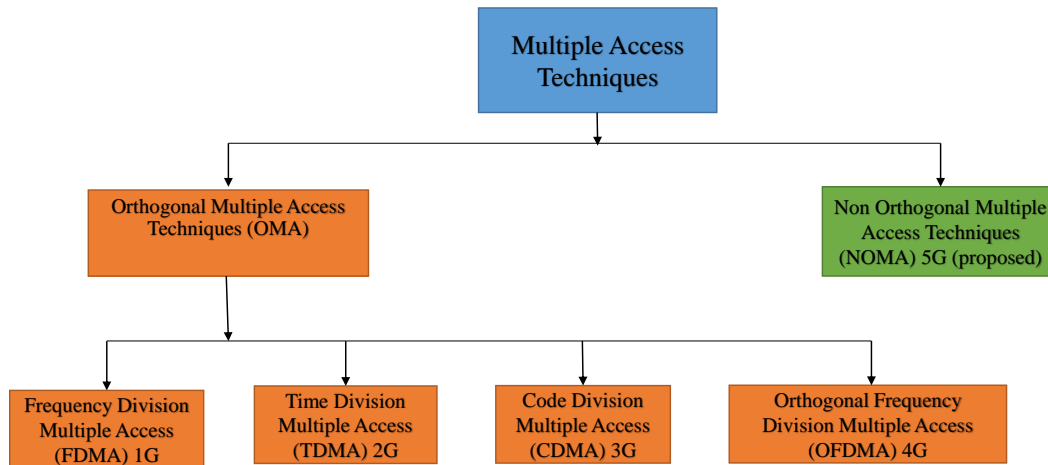 Multiple Access
Techniques
Orthogonal Multiple Access
Techniques (OMA)
Non Orthogonal Multiple
Access Techniques
(NOMA) 5G (proposed)
Frequency Division
Multiple Access
(FDMA) 1G
Time Division
Multiple Access
(TDMA) 2G
Code Division
Multiple Access
(CDMA) 3G
Orthogonal Frequency
Division Multiple Access
(OFDMA) 4G